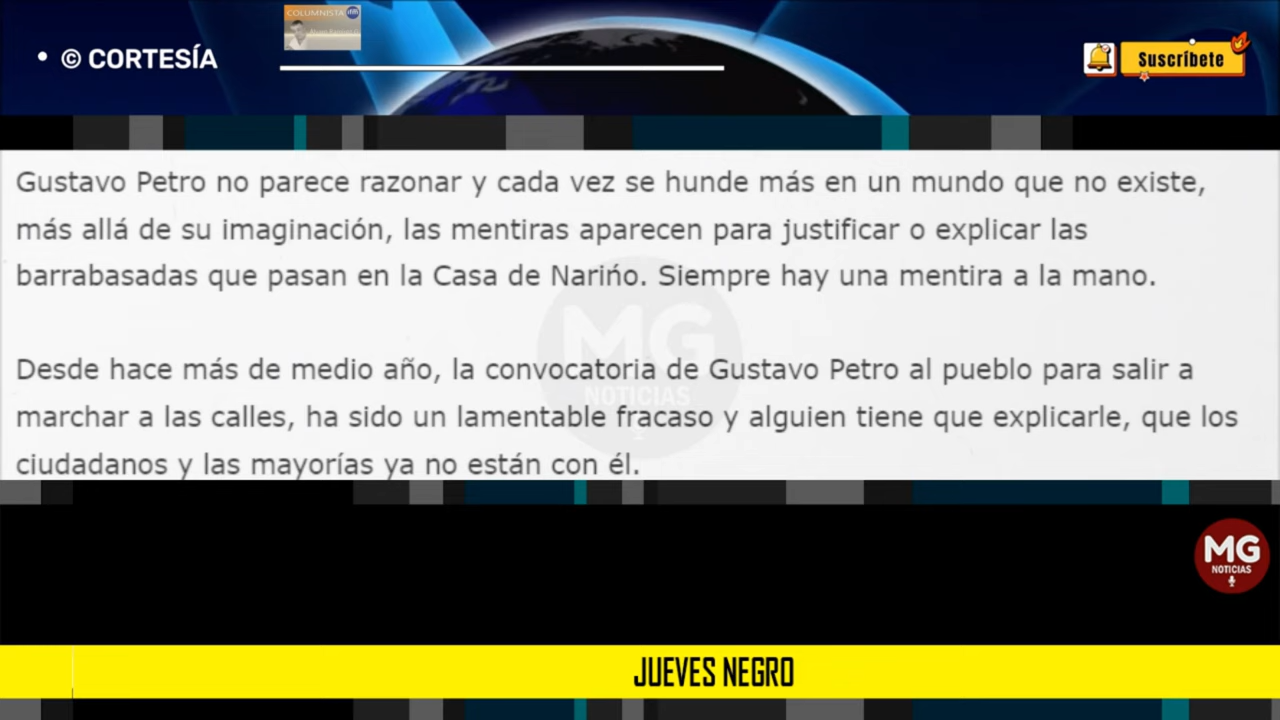 COLUMNISTA
• © CORTESÍA
Suscríbete
Gustavo Petro no parece razonar y cada vez se hunde más en un mundo que no existe,
más allá de su imaginación, las mentiras aparecen para justificar o explicar las
barrabasadas que pasan en la Casa de Nariño. Siempre hay una mentira a la mano.
MG
NOTICIAS
Desde hace más de medio año, la convocatoria de Gustavo Petro al pueblo para salir a
marchar a las calles, ha sido un lamentable fracaso y alguien tiene que explicarle, que los
ciudadanos y las mayorías ya no están con él.
MG
NOTICIAS
JUEVES NEGRO